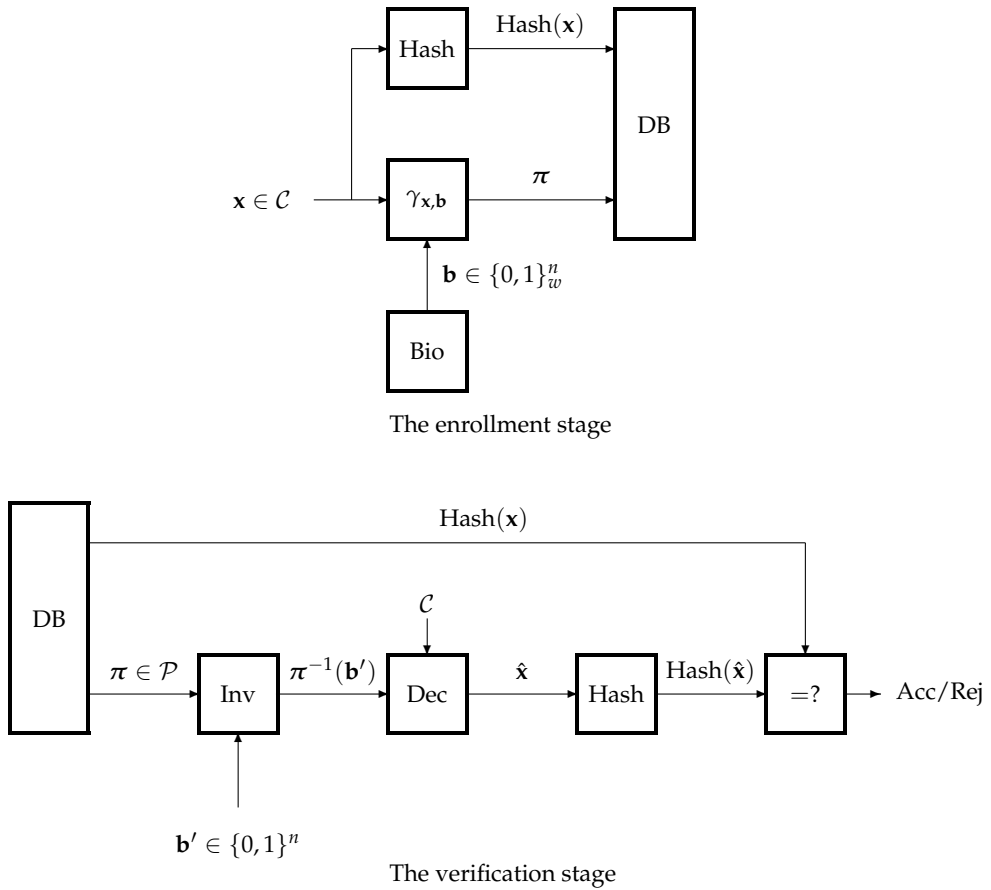 Hash(𝐱)
Hash
DB
𝛑
𝐱 ∈ 𝒞
γ𝐱,𝐛
𝐛 ∈ {0, 1}ⁿ_w
Bio
The enrollment stage
Hash(𝐱)
DB
𝒞
𝛑 ∈ 𝒫
Inv
𝛑⁻¹(𝐛′)
Dec
𝐱̂
Hash
Hash(𝐱̂)
=?
Acc/Rej
𝐛′ ∈ {0, 1}ⁿ
The verification stage